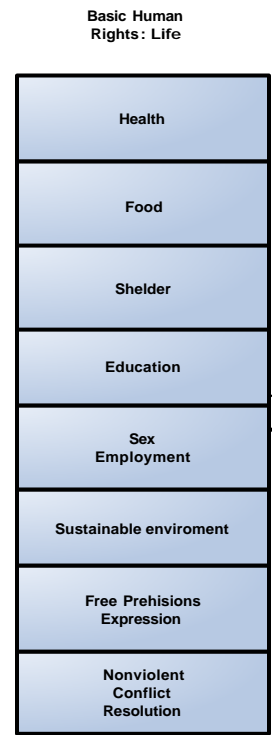 Basic Human
Rights: Life
Health
Food
Shelder
Education
Sex
Employment
Sustainable enviroment
Free Prehisions
Expression
Nonviolent
Conflict
Resolution